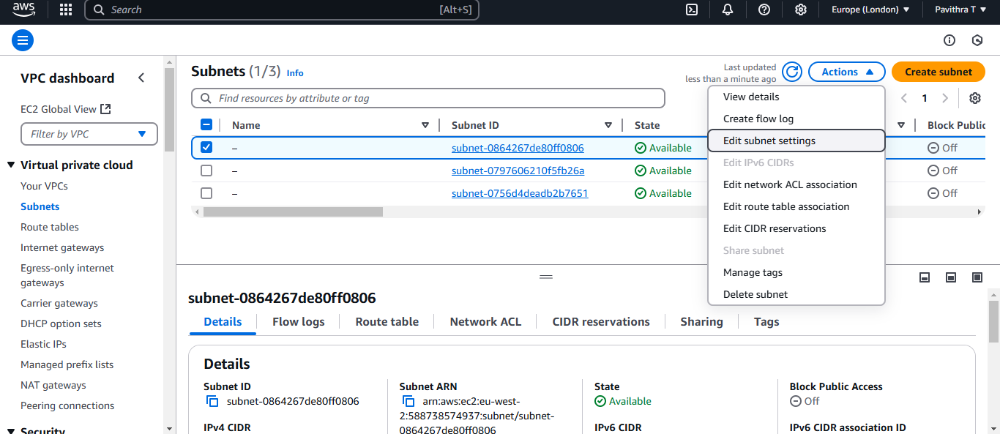 aws
Search
[Alt+S]
Europe (London)
Pavithra T
VPC dashboard
EC2 Global View
Filter by VPC
Virtual private cloud
Your VPCs
Subnets
Route tables
Internet gateways
Egress-only internet
gateways
Carrier gateways
DHCP option sets
Elastic IPs
Managed prefix lists
NAT gateways
Peering connections
Security
Subnets (1/3) Info
Last updated
less than a minute ago
Actions
Create subnet
Find resources by attribute or tag
1
Name Subnet ID State Block Public
– subnet-0864267de80ff0806 Available Off
– subnet-0797606210f5fb26a Available Off
– subnet-0756d4deadb2b7651 Available Off
View details
Create flow log
Edit subnet settings
Edit IPv6 CIDRs
Edit network ACL association
Edit route table association
Edit CIDR reservations
Share subnet
Manage tags
Delete subnet
subnet-0864267de80ff0806
Details Flow logs Route table Network ACL CIDR reservations Sharing Tags
Details
Subnet ID
subnet-0864267de80ff0806
IPv4 CIDR
Subnet ARN
arn:aws:ec2:eu-west-
2:588738574937:subnet/subnet-
0864267de80ff0806
State
Available
IPv6 CIDR
Block Public Access
Off
IPv6 CIDR association ID